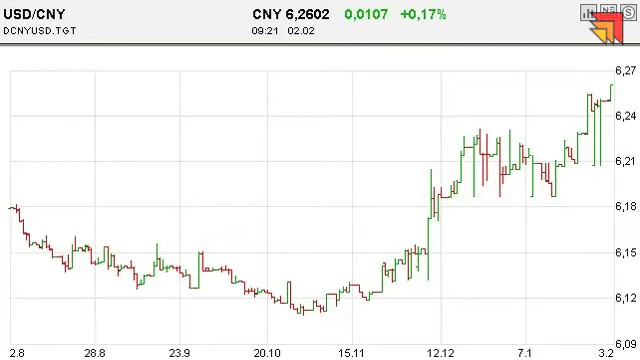 USD/CNY
CNY 6,2602 0,0107 +0,17%
DCNYUSD.TGT
09:21 02.02
6,27
6,24
6,21
6,18
6,15
6,12
6,09
2.8 28.8 23.9 20.10 15.11 12.12 7.1 3.2